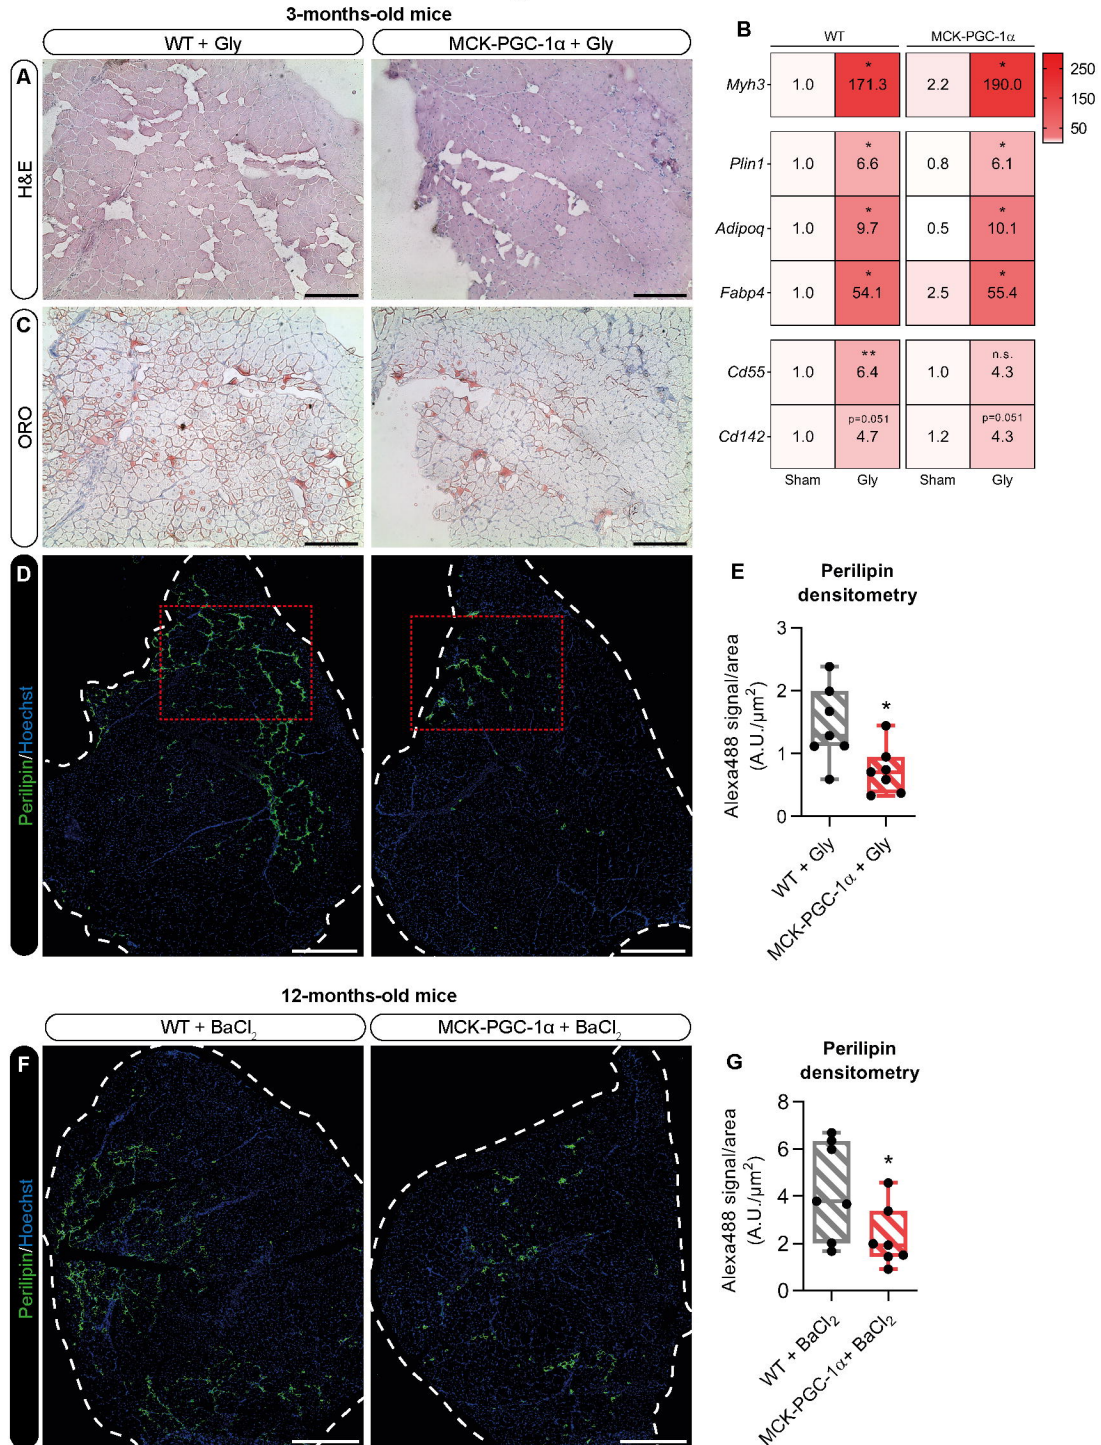 3-months-old mice
WT + Gly
MCK-PGC-1α + Gly
A
H&E
B
WT
MCK-PGC-1α
Myh3
1.0
*
171.3
2.2
*
190.0
250
150
50
Plin1
1.0
*
6.6
0.8
*
6.1
Adipoq
1.0
*
9.7
0.5
*
10.1
Fabp4
1.0
*
54.1
2.5
*
55.4
Cd55
1.0
**
6.4
1.0
n.s.
4.3
Cd142
1.0
p=0.051
4.7
1.2
p=0.051
4.3
Sham
Gly
Sham
Gly
C
ORO
D
Perilipin/Hoechst
E
Perilipin
densitometry
Alexa488 signal/area
(A.U./µm²)
3
2
1
0
*
WT + Gly
MCK-PGC-1α + Gly
12-months-old mice
WT + BaCl₂
MCK-PGC-1α + BaCl₂
F
Perilipin/Hoechst
G
Perilipin
densitometry
Alexa488 signal/area
(A.U./µm²)
8
6
4
2
0
*
WT + BaCl₂
MCK-PGC-1α+ BaCl₂